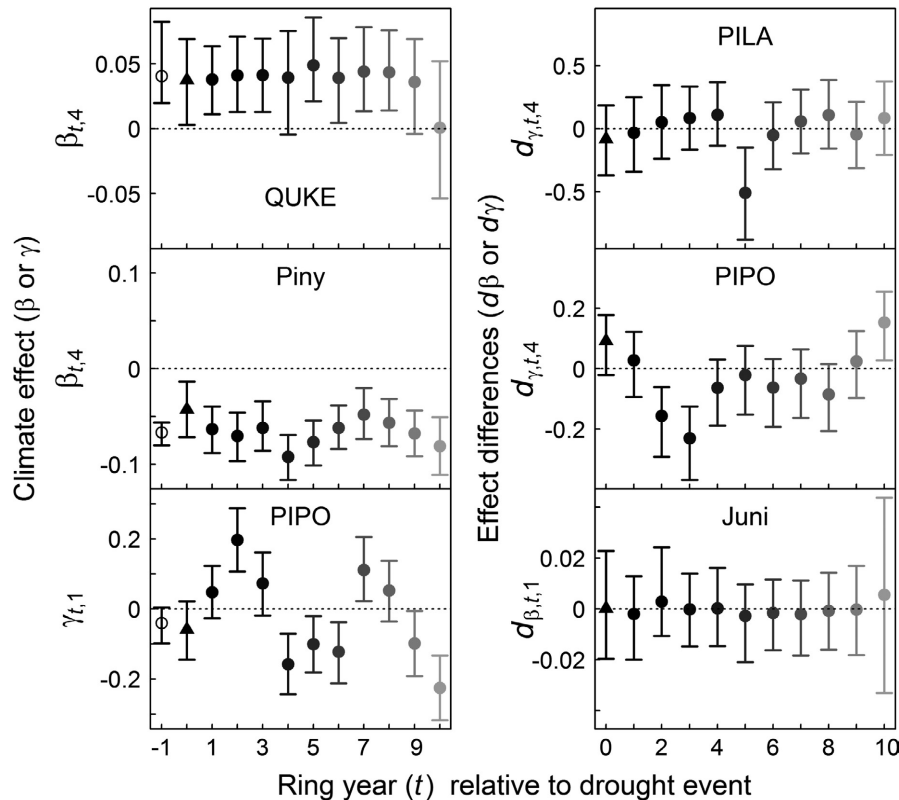 Climate effect (β or γ)
β_{t,4}
0.05
0
-0.05
QUKE
β_{t,4}
0.1
0
-0.1
Piny
γ_{t,1}
0.2
0
-0.2
PIPO
-1 1 3 5 7 9
Effect differences (dβ or dγ)
d_{γ,t,4}
0.5
0
-0.5
PILA
d_{γ,t,4}
0.2
0
-0.2
PIPO
d_{β,t,1}
0.02
0
-0.02
Juni
0 2 4 6 8 10
Ring year (t) relative to drought event